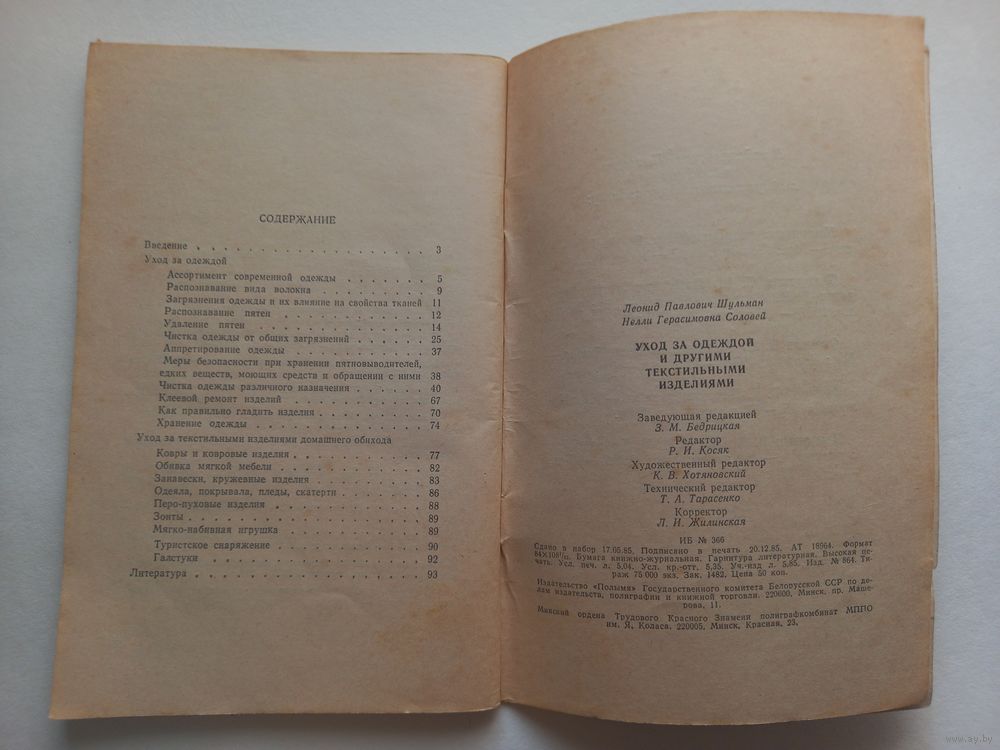 СОДЕРЖАНИЕ
Введение . . . . . . . . . . . . . . . 3
Уход за одеждой
Ассортимент современной одежды . . . . . . 5
Распознавание вида волокна . . . . . . . 9
Загрязнения одежды и их влияние на свойства тканей 11
Распознавание пятен . . . . . . . . . . 12
Удаление пятен . . . . . . . . . . . . 14
Чистка одежды от общих загрязнений . . . . . 25
Аппретирование одежды . . . . . . . . . 37
Меры безопасности при хранении пятновыводителей,
едких веществ, моющих средств и обращении с ними 38
Чистка одежды различного назначения . . . . . 40
Клеевой ремонт изделий . . . . . . . . . 67
Как правильно гладить изделия . . . . . . . 70
Хранение одежды . . . . . . . . . . . 74
Уход за текстильными изделиями домашнего обихода
Ковры и ковровые изделия . . . . . . . . 77
Обивка мягкой мебели . . . . . . . . . . 82
Занавески, кружевные изделия . . . . . . . 83
Одеяла, покрывала, пледы, скатерти . . . . . 86
Перо-пуховые изделия . . . . . . . . . . 88
Зонты . . . . . . . . . . . . . . . 89
Мягко-набивная игрушка . . . . . . . . . 89
Туристское снаряжение . . . . . . . . . 90
Галстуки . . . . . . . . . . . . . . 92
Литература . . . . . . . . . . . . . . 93
Леонид Павлович Шульман
Нелли Герасимовна Соловей
УХОД ЗА ОДЕЖДОЙ
И ДРУГИМИ
ТЕКСТИЛЬНЫМИ
ИЗДЕЛИЯМИ
Заведующая редакцией
З. М. Бедрицкая
Редактор
Р. И. Косяк
Художественный редактор
К. В. Хотяновский
Технический редактор
Т. А. Тарасенко
Корректор
Л. И. Жилинская
ИБ № 366
Сдано в набор 17.05.85. Подписано в печать 20.12.85. АТ 18964. Формат
84Х108¹/₃₂. Бумага книжно-журнальная. Гарнитура литературная. Высокая пе-
чать. Усл. печ. л. 5,04. Усл. кр.-отт. 5,35. Уч.-изд л. 5,85. Изд. № 864. Ти-
раж 75 000 экз. Зак. 1482. Цена 50 коп.
Издательство «Полымя» Государственного комитета Белорусской ССР по де-
лам издательств, полиграфии и книжной торговли. 220600, Минск, пр. Маше-
рова, 11.
Минский ордена Трудового Красного Знамени полиграфкомбинат МППО
им. Я. Коласа. 220005, Минск, Красная, 23.
www.ay.by